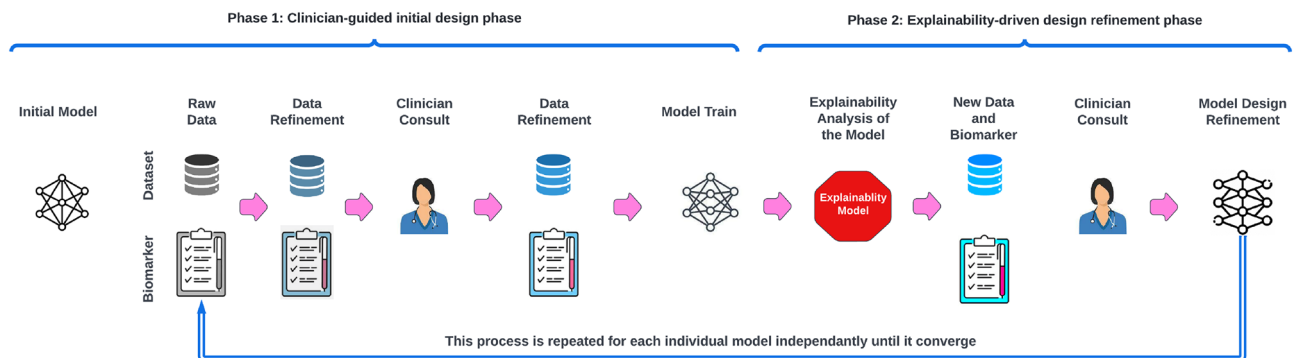 Phase 1: Clinician-guided initial design phase
Phase 2: Explainability-driven design refinement phase
Initial Model
Raw
Data
Data
Refinement
Clinician
Consult
Data
Refinement
Model Train
Explainability
Analysis of
the Model
New Data
and
Biomarker
Clinician
Consult
Model Design
Refinement
Dataset
Biomarker
Explainablity
Model
This process is repeated for each individual model independantly until it converge